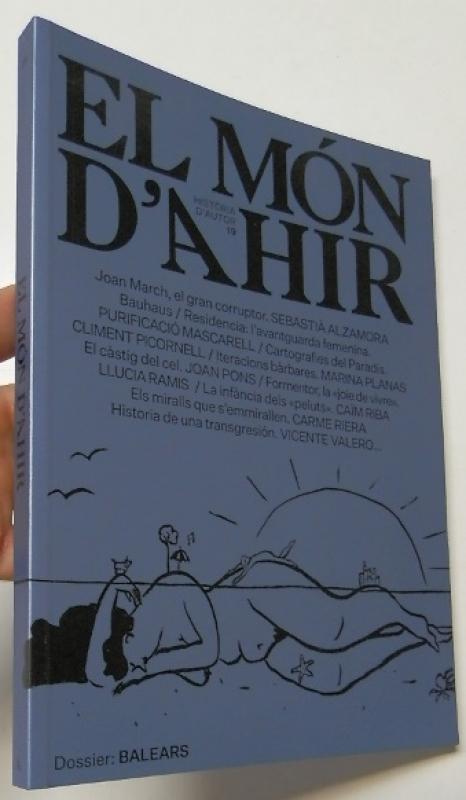 EL MÓN
D'AHIR
HISTÒRIA
D'AUTOR
19
Joan March, el gran corruptor. SEBASTIÀ ALZAMORA
Bauhaus / Residencia: l'avantguarda femenina.
PURIFICACIÓ MASCARELL / Cartografies del Paradís.
CLIMENT PICORNELL / Iteracions bàrbares. MARINA PLANAS
El càstig del cel. JOAN PONS / Formentor, la «joie de vivre».
LLUCIA RAMIS / La infància dels «peluts». CAÏM RIBA
Els miralls que s'emmirallen. CARME RIERA
Historia de una transgresión. VICENTE VALERO...
Dossier: BALEARS
EL MÓN D'AHIR